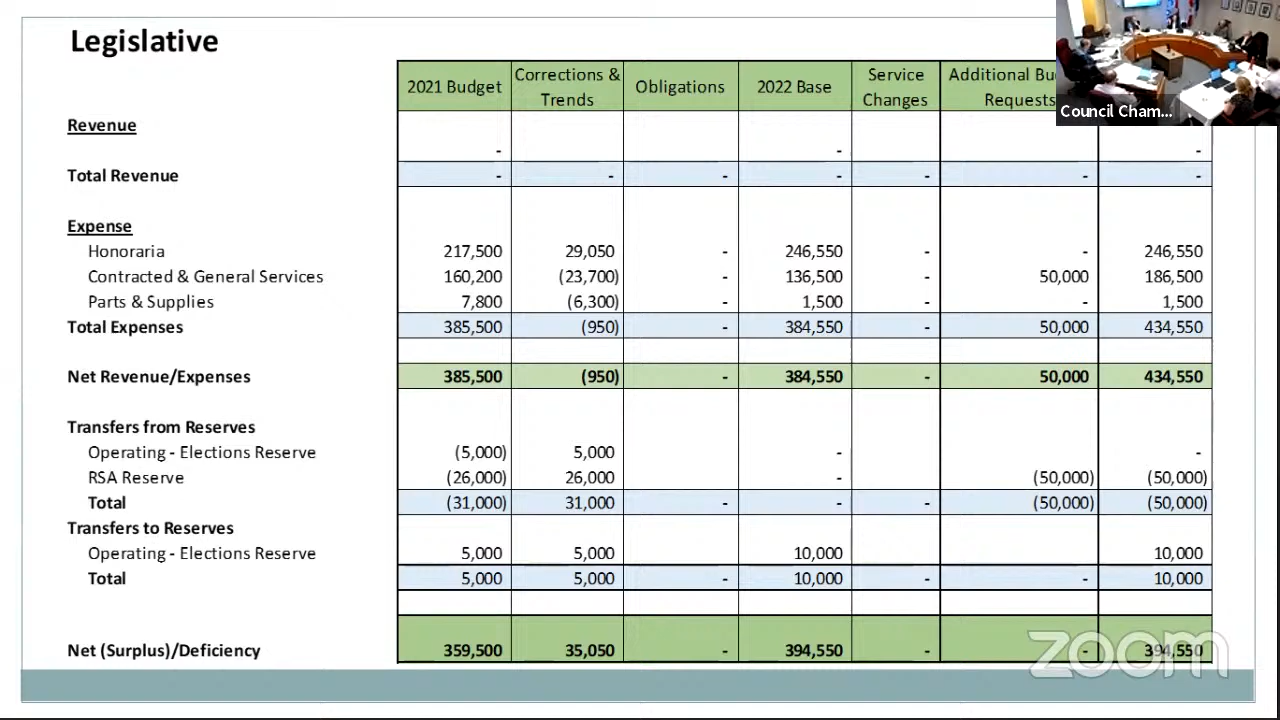 Legislative
2021 Budget Corrections & Trends Obligations 2022 Base Service Changes Additional Requests
Council Cham...
Revenue
- - -
Total Revenue - - - - - - -
Expense
Honoraria 217,500 29,050 - 246,550 - - 246,550
Contracted & General Services 160,200 (23,700) - 136,500 - 50,000 186,500
Parts & Supplies 7,800 (6,300) - 1,500 - - 1,500
Total Expenses 385,500 (950) - 384,550 - 50,000 434,550
Net Revenue/Expenses 385,500 (950) - 384,550 - 50,000 434,550
Transfers from Reserves
Operating - Elections Reserve (5,000) 5,000 - -
RSA Reserve (26,000) 26,000 - (50,000) (50,000)
Total (31,000) 31,000 - - - (50,000) (50,000)
Transfers to Reserves
Operating - Elections Reserve 5,000 5,000 10,000 10,000
Total 5,000 5,000 - 10,000 - - 10,000
Net (Surplus)/Deficiency 359,500 35,050 - 394,550 - - 394,550
zoom